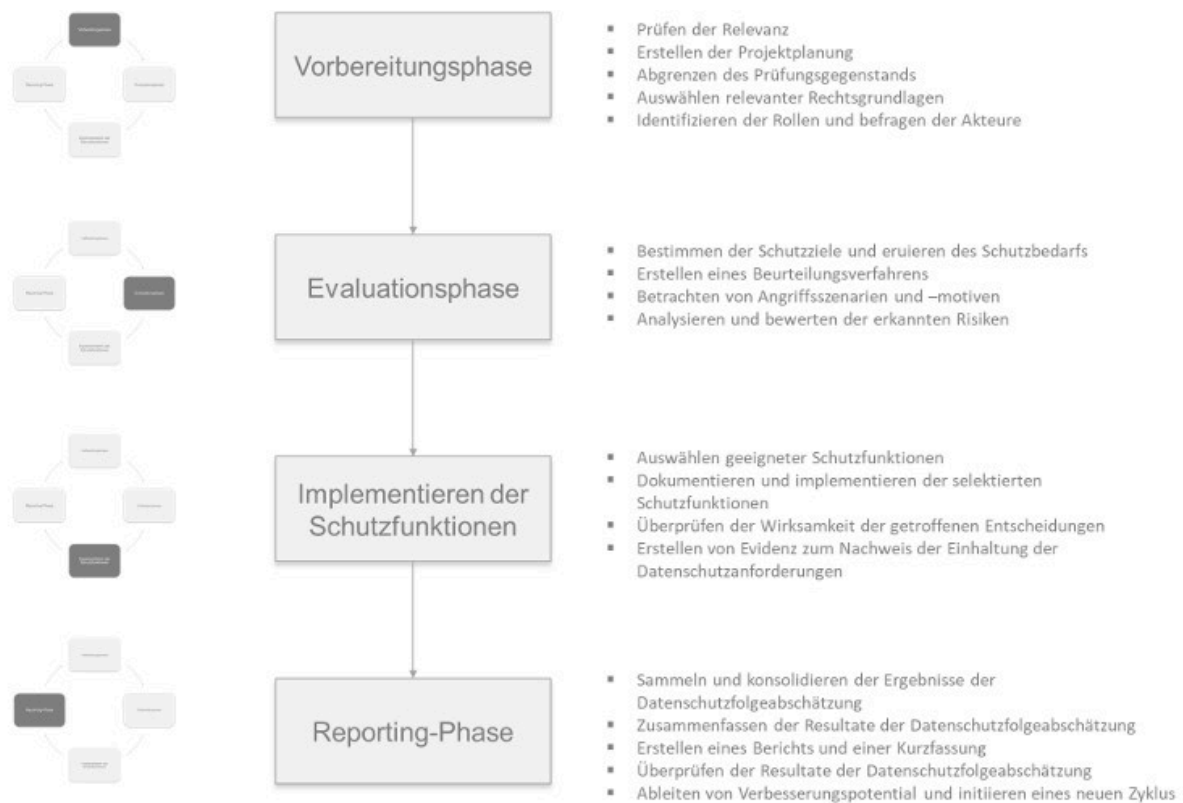 Vorbereitungsphase
▪ Prüfen der Relevanz
▪ Erstellen der Projektplanung
▪ Abgrenzen des Prüfungsgegenstands
▪ Auswählen relevanter Rechtsgrundlagen
▪ Identifizieren der Rollen und befragen der Akteure
Evaluationsphase
▪ Bestimmen der Schutzziele und eruieren des Schutzbedarfs
▪ Erstellen eines Beurteilungsverfahrens
▪ Betrachten von Angriffsszenarien und –motiven
▪ Analysieren und bewerten der erkannten Risiken
Implementieren der
Schutzfunktionen
▪ Auswählen geeigneter Schutzfunktionen
▪ Dokumentieren und implementieren der selektierten
Schutzfunktionen
▪ Überprüfen der Wirksamkeit der getroffenen Entscheidungen
▪ Erstellen von Evidenz zum Nachweis der Einhaltung der
Datenschutzanforderungen
Reporting-Phase
▪ Sammeln und konsolidieren der Ergebnisse der
Datenschutzfolgeabschätzung
▪ Zusammenfassen der Resultate der Datenschutzfolgeabschätzung
▪ Erstellen eines Berichts und einer Kurzfassung
▪ Überprüfen der Resultate der Datenschutzfolgeabschätzung
▪ Ableiten von Verbesserungspotential und initiieren eines neuen Zyklus